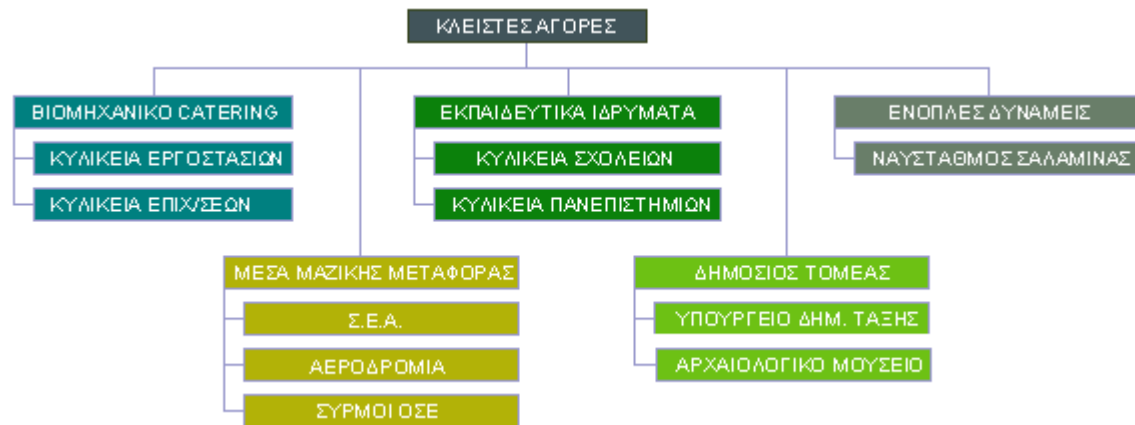 ΚΛΕΙΣΤΕΣ ΑΓΟΡΕΣ
ΒΙΟΜΗΧΑΝΙΚΟ CATERING
ΚΥΛΙΚΕΙΑ ΕΡΓΟΣΤΑΣΙΩΝ
ΚΥΛΙΚΕΙΑ ΕΠΙΧ/ΣΕΩΝ
ΕΚΠΑΙΔΕΥΤΙΚΑ ΙΔΡΥΜΑΤΑ
ΚΥΛΙΚΕΙΑ ΣΧΟΛΕΙΩΝ
ΚΥΛΙΚΕΙΑ ΠΑΝΕΠΙΣΤΗΜΙΩΝ
ΕΝΟΠΛΕΣ ΔΥΝΑΜΕΙΣ
ΝΑΥΣΤΑΘΜΟΣ ΣΑΛΑΜΙΝΑΣ
ΜΕΣΑ ΜΑΖΙΚΗΣ ΜΕΤΑΦΟΡΑΣ
Σ.Ε.Α.
ΑΕΡΟΔΡΟΜΙΑ
ΣΥΡΜΟΙ ΟΣΕ
ΔΗΜΟΣΙΟΣ ΤΟΜΕΑΣ
ΥΠΟΥΡΓΕΙΟ ΔΗΜ. ΤΑΞΗΣ
ΑΡΧΑΙΟΛΟΓΙΚΟ ΜΟΥΣΕΙΟ